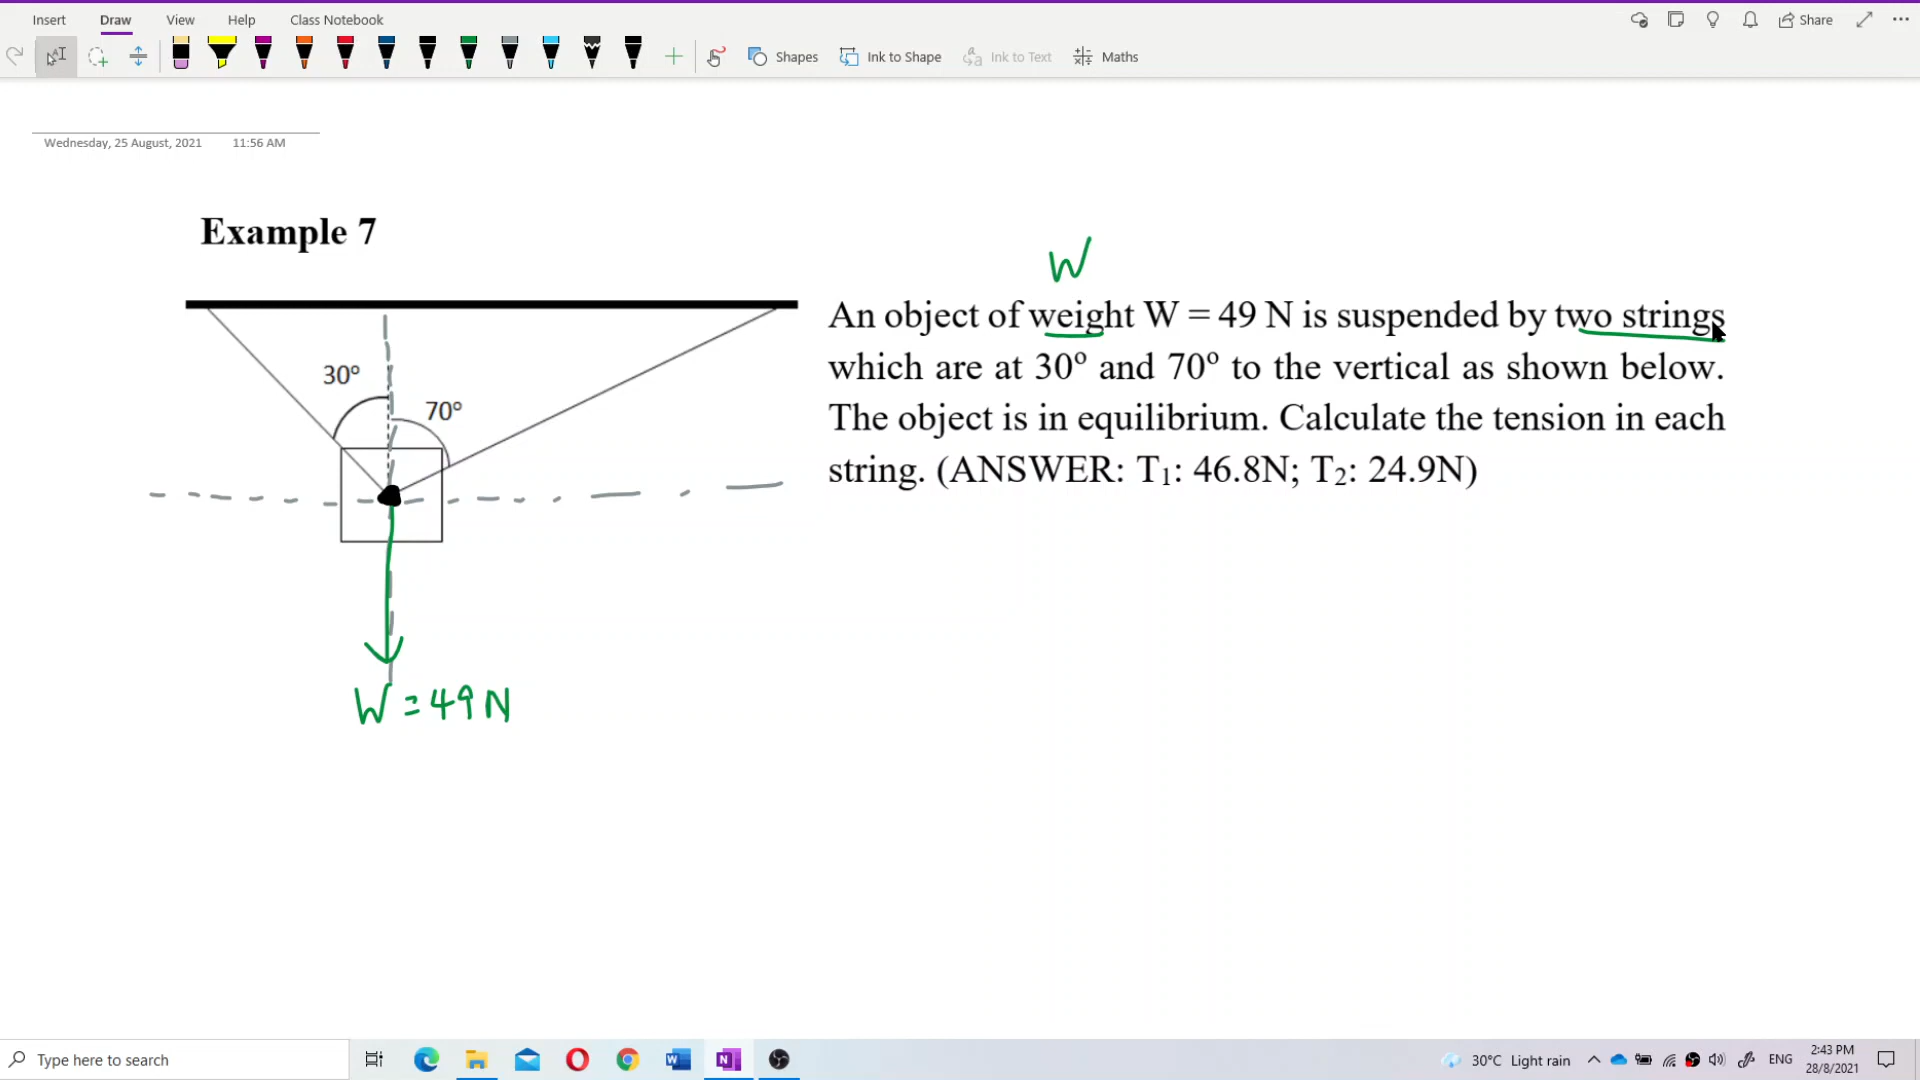 Insert Draw View Help Class Notebook Share
Shapes Ink to Shape Ink to Text Maths
Wednesday, 25 August, 2021 11:56 AM
Example 7
W
An object of weight W = 49 N is suspended by two strings
which are at 30º and 70º to the vertical as shown below.
The object is in equilibrium. Calculate the tension in each
string. (ANSWER: T₁: 46.8N; T₂: 24.9N)
30º
70º
W = 49 N
Type here to search
30°C Light rain
ENG
2:43 PM
28/8/2021